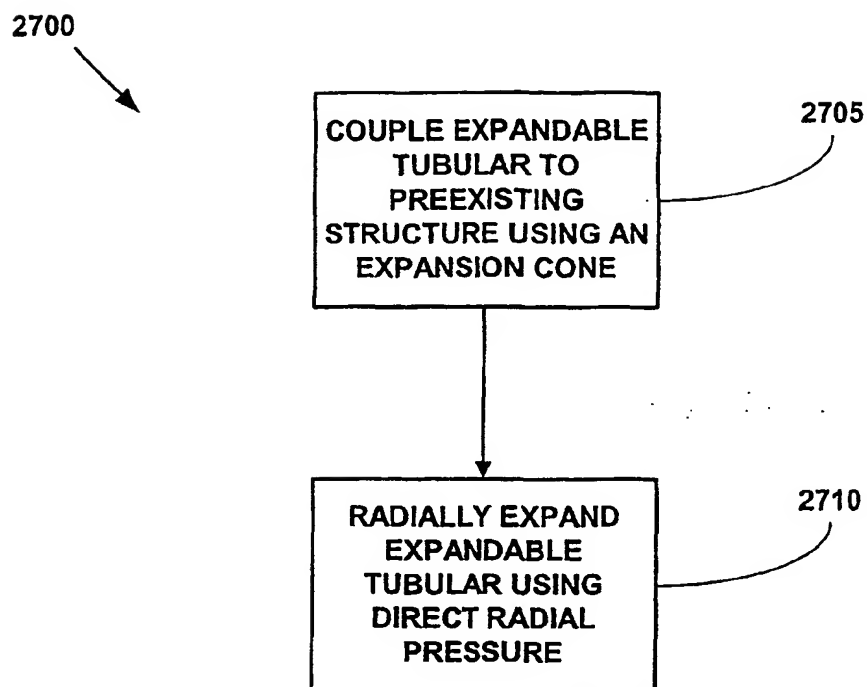 2700
COUPLE EXPANDABLE
TUBULAR TO
PREEXISTING
STRUCTURE USING AN
EXPANSION CONE
2705
RADIALLY EXPAND
EXPANDABLE
TUBULAR USING
DIRECT RADIAL
PRESSURE
2710